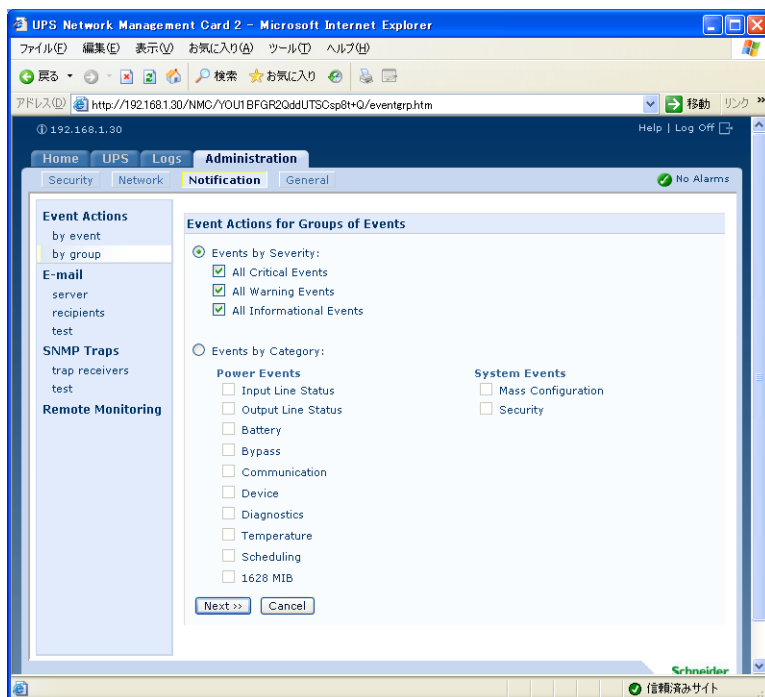 UPS Network Management Card 2 - Microsoft Internet Explorer
ファイル(F) 編集(E) 表示(V) お気に入り(A) ツール(T) ヘルプ(H)
戻る 検索 お気に入り
アドレス(D) http://192.168.1.30/NMC/YOU1BFGR2QddUTSCsp8t+Q/eventgrp.htm 移動 リンク »
192.168.1.30 Help | Log Off
Home UPS Logs Administration
Security Network Notification General No Alarms
Event Actions
by event
by group
E-mail
server
recipients
test
SNMP Traps
trap receivers
test
Remote Monitoring
Event Actions for Groups of Events
Events by Severity:
All Critical Events
All Warning Events
All Informational Events
Events by Category:
Power Events
Input Line Status
Output Line Status
Battery
Bypass
Communication
Device
Diagnostics
Temperature
Scheduling
1628 MIB
System Events
Mass Configuration
Security
Next >> Cancel
Schneider
信頼済みサイト